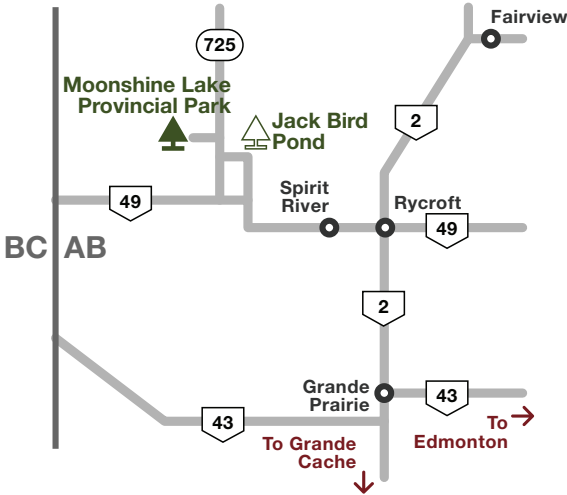 Fairview
725
Moonshine Lake
Provincial Park
Jack Bird
Pond
2
Spirit
River
Rycroft
49
49
BC AB
2
Grande
Prairie
43
43
To
Edmonton
To Grande
Cache